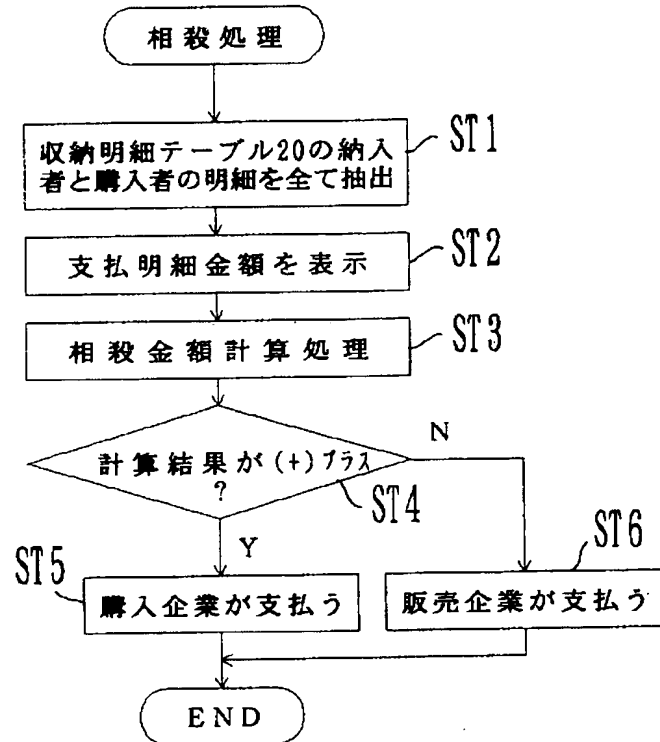 相殺処理
収納明細テーブル20の納入
者と購入者の明細を全て抽出
ST1
支払明細金額を表示
ST2
相殺金額計算処理
ST3
計算結果が(+)プラス
?
ST4
N
Y
ST5
購入企業が支払う
ST6
販売企業が支払う
END